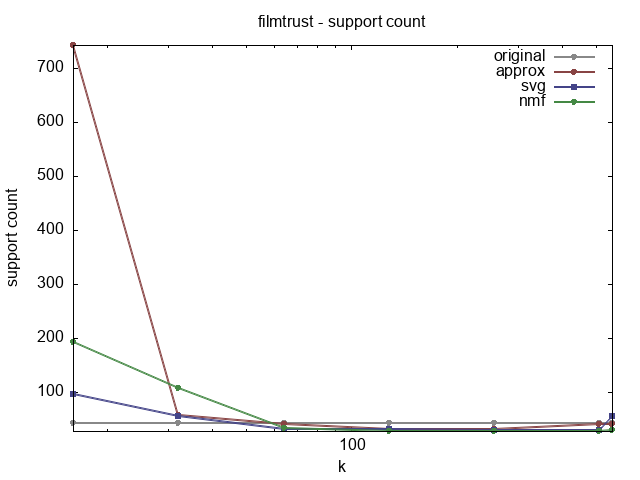 filmtrust - support count
original
approx
svg
nmf
700
600
500
400
300
200
100
support count
100
k